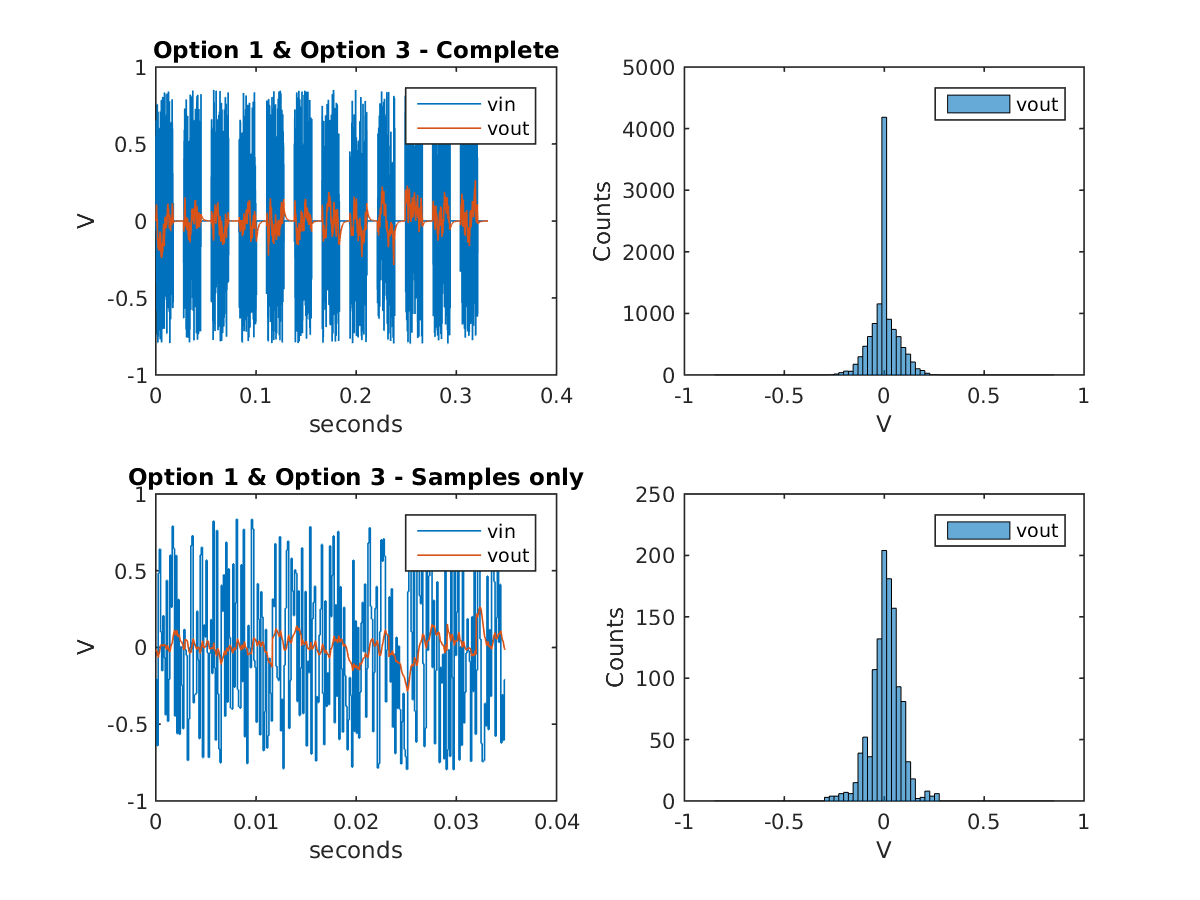 Option 1 & Option 3 - Complete
1
0.5
0
-0.5
-1
V
0
0.1
0.2
0.3
0.4
seconds
vin
vout
5000
4000
3000
2000
1000
0
Counts
-1
-0.5
0
0.5
1
V
vout
Option 1 & Option 3 - Samples only
1
0.5
0
-0.5
-1
V
0
0.01
0.02
0.03
0.04
seconds
vin
vout
250
200
150
100
50
0
Counts
-1
-0.5
0
0.5
1
V
vout